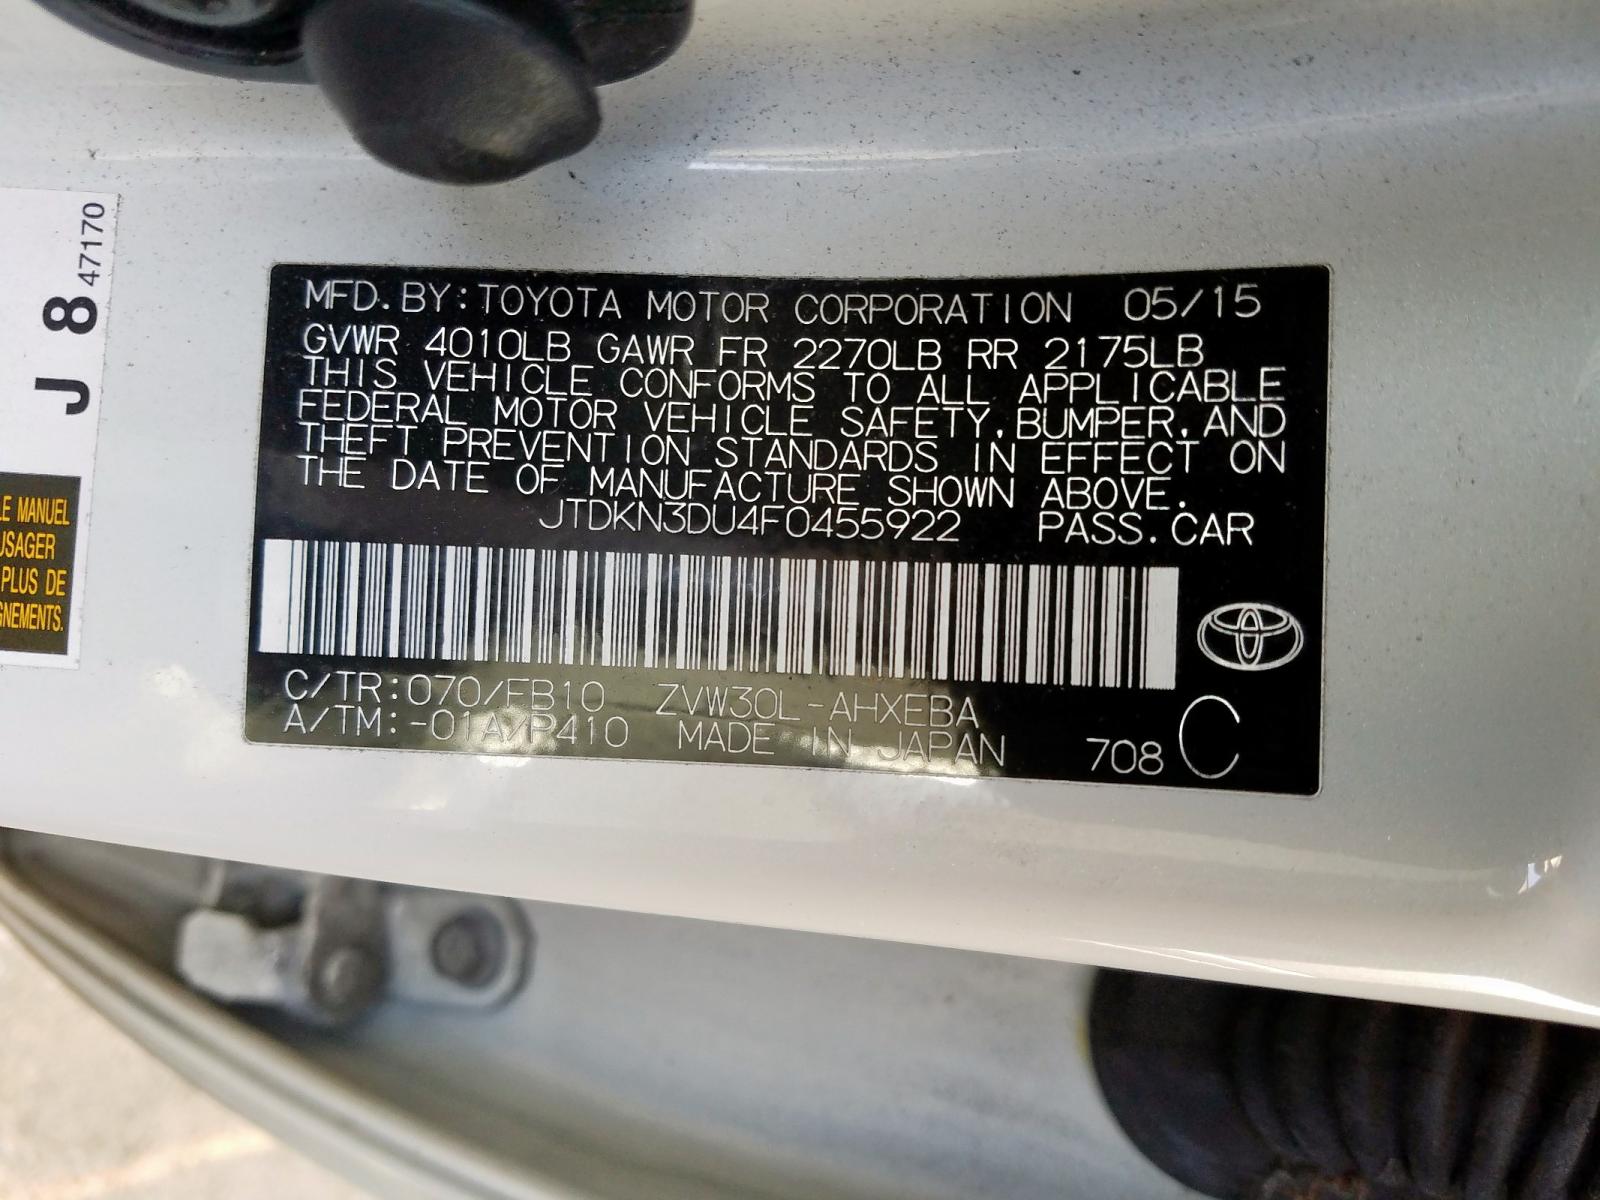 J 8 47170
LE MANUEL
USAGER
PLUS DE
GNEMENTS.
MFD. BY: TOYOTA MOTOR CORPORATION 05/15
GVWR 4010LB GAWR FR 2270LB RR 2175LB
THIS VEHICLE CONFORMS TO ALL APPLICABLE
FEDERAL MOTOR VEHICLE SAFETY, BUMPER, AND
THEFT PREVENTION STANDARDS IN EFFECT ON
THE DATE OF MANUFACTURE SHOWN ABOVE.
JTDKN3DU4F0455922 PASS. CAR
C/TR: 070/FB10 ZVW30L-AHXEBA
A/TM: -01A/P410 MADE IN JAPAN 708 C